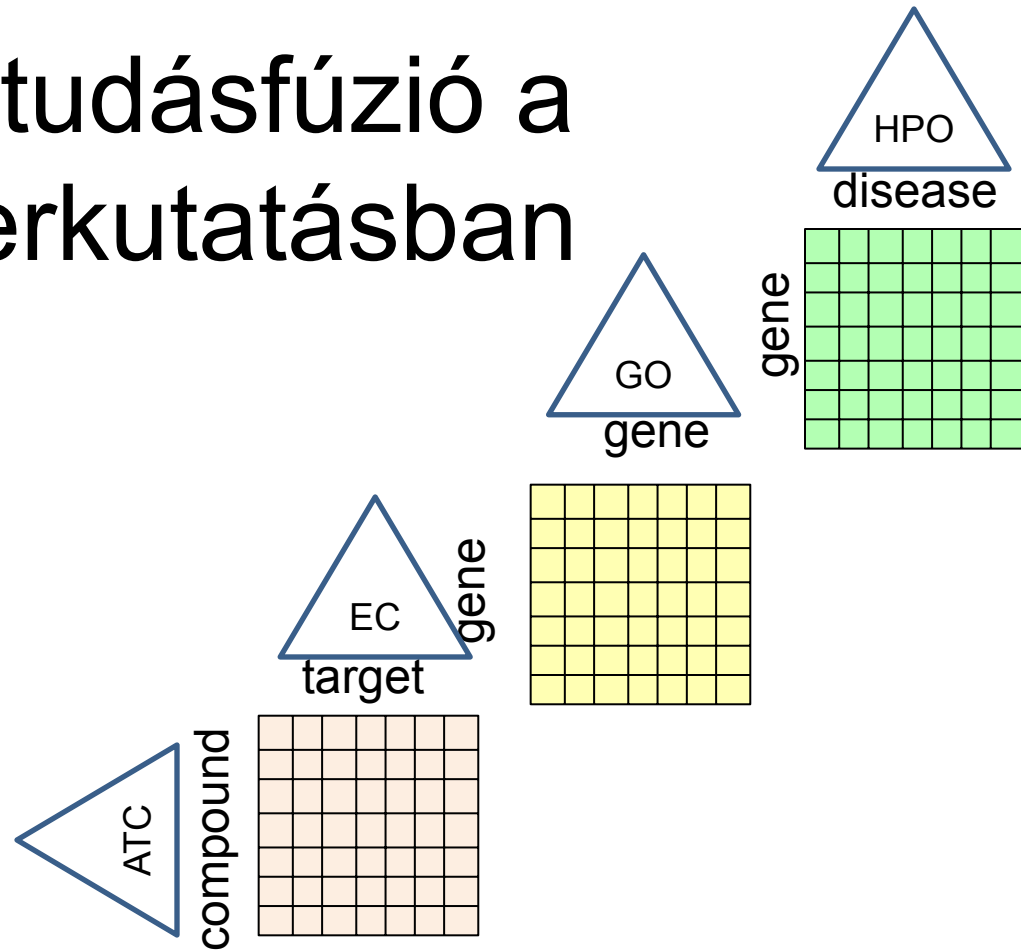 tudásfúzió a
erkutatásban
HPO
disease
gene
GO
gene
EC
gene
target
ATC
compound